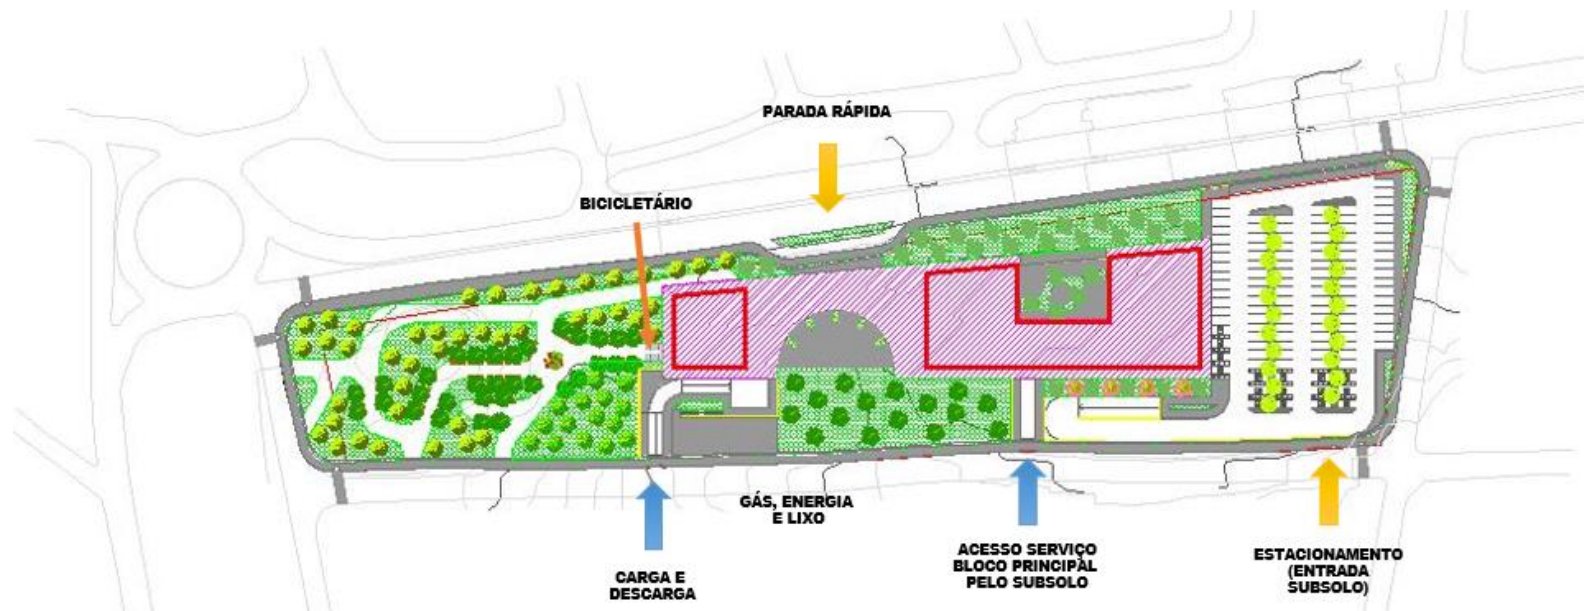 PARADA RÁPIDA
BICICLETÁRIO
GÁS, ENERGIA
E LIXO
CARGA E
DESCARGA
ACESSO SERVIÇO
BLOCO PRINCIPAL
PELO SUBSOLO
ESTACIONAMENTO
(ENTRADA
SUBSOLO)